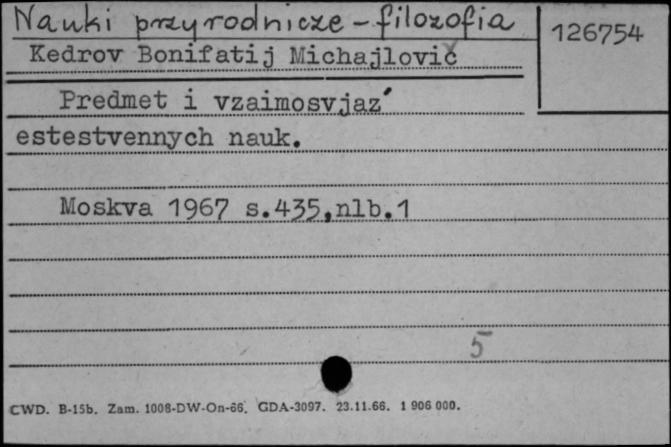 Nauki przyrodnicze - filozofia
126754
Kedrov Bonifatij Michajlovič
Predmet i vzaimosvjaz´
estestvennych nauk.
Moskva 1967 s.435,nlb.1
5
CWD. B-15b. Zam. 1008-DW-On-66. GDA-3097. 23.11.66. 1 906 000.